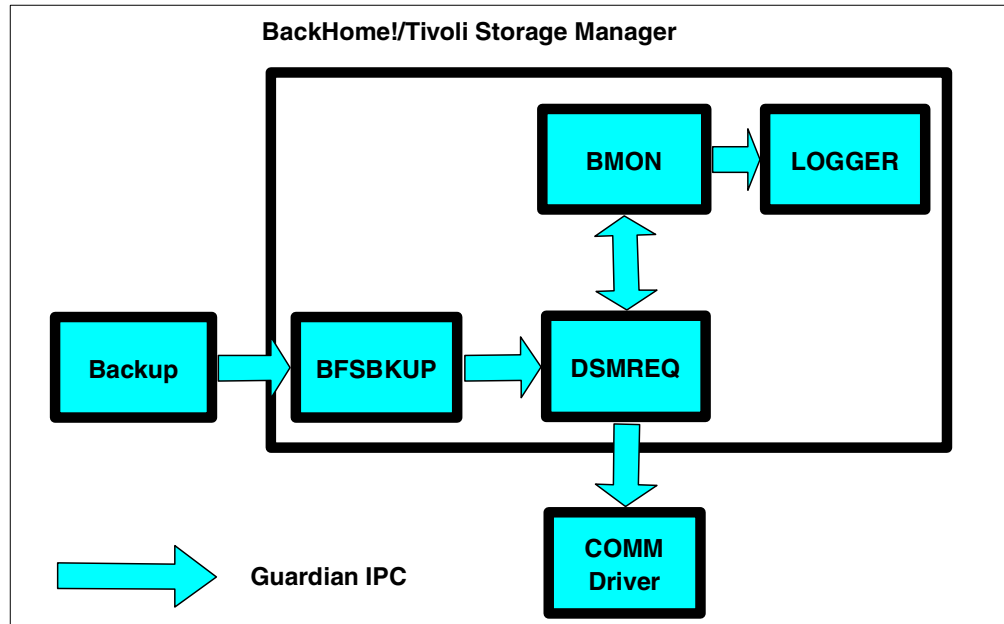 BackHome!/Tivoli Storage Manager
BMON
LOGGER
Backup
BFSBKUP
DSMREQ
COMM
Driver
Guardian IPC